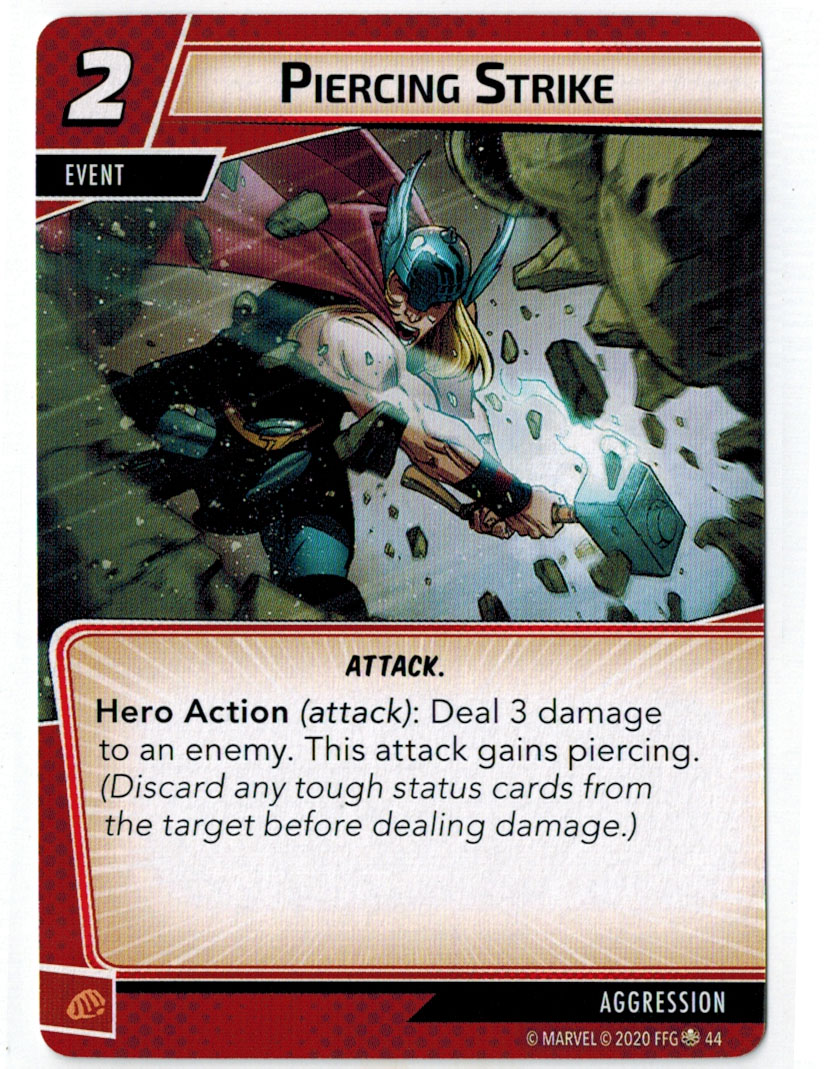 2
PIERCING STRIKE
EVENT
ATTACK.
Hero Action (attack): Deal 3 damage
to an enemy. This attack gains piercing.
(Discard any tough status cards from
the target before dealing damage.)
AGGRESSION
© MARVEL © 2020 FFG 44